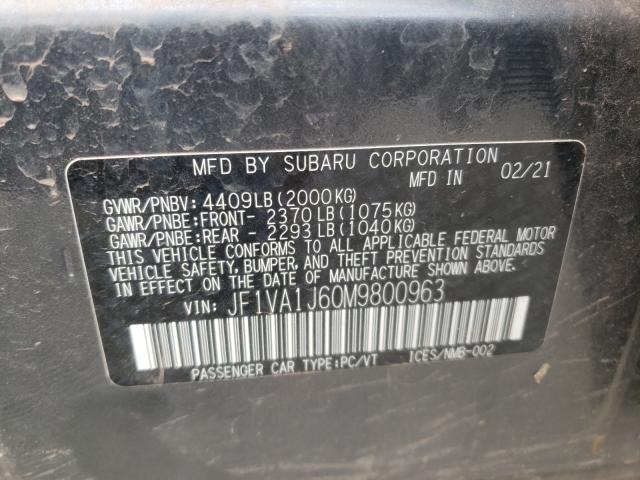 MFD BY SUBARU CORPORATION
MFD IN 02/21
GVWR/PNBV: 4409LB(2000KG)
GAWR/PNBE:FRONT- 2370LB(1075KG)
GAWR/PNBE:REAR - 2293LB(1040KG)
THIS VEHICLE CONFORMS TO ALL APPLICABLE FEDERAL MOTOR
VEHICLE SAFETY, BUMPER, AND THEFT PREVENTION STANDARDS
IN EFFECT ON THE DATE OF MANUFACTURE SHOWN ABOVE.
VIN: JF1VA1J60M9800963
PASSENGER CAR TYPE:PC/VT ICES/NMB-002